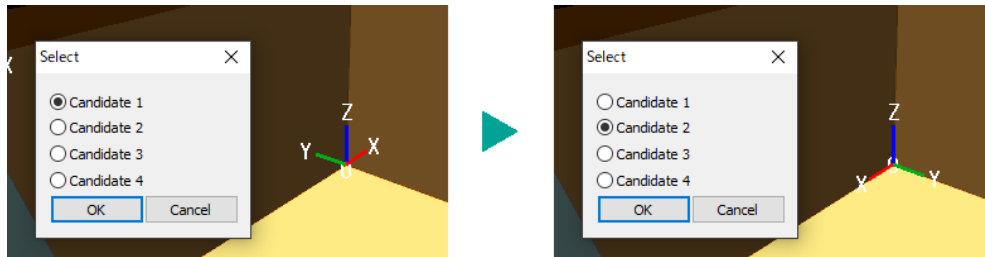 Select
X
Candidate 1
Candidate 2
Candidate 3
Candidate 4
OK Cancel
Z
Y X
Select
Candidate 1
Candidate 2
Candidate 3
Candidate 4
OK Cancel
Z
X Y